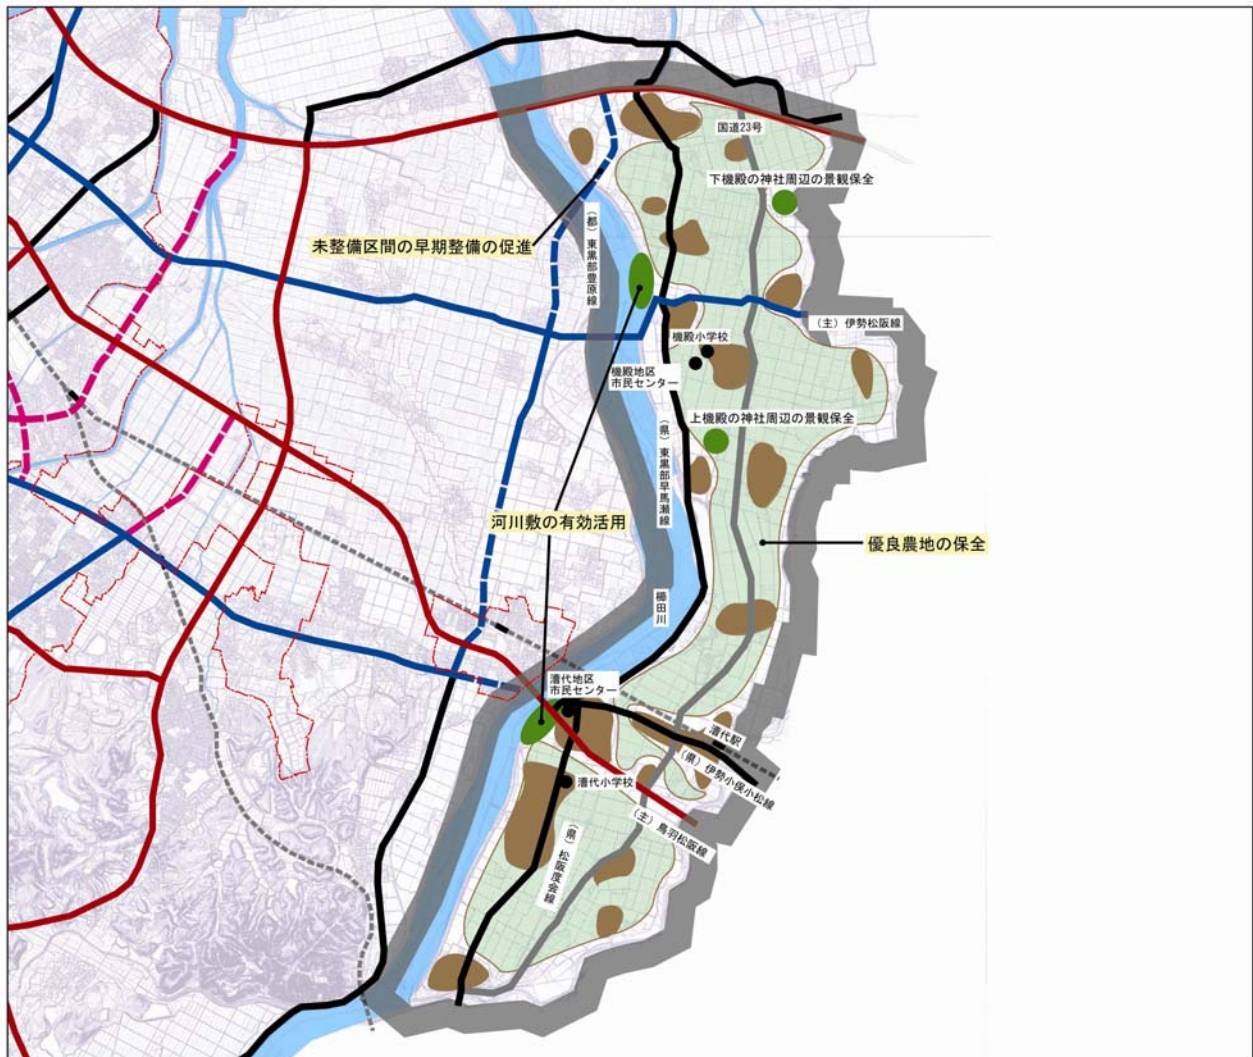 国道23号
下機殿の神社周辺の景観保全
未整備区間の早期整備の促進
(都)東黒部豊原線
(主)伊勢松阪線
機殿小学校
機殿地区
市民センター
上機殿の神社周辺の景観保全
(県)東黒部早馬瀬線
河川敷の有効活用
優良農地の保全
櫛田川
漕代地区
市民センター
漕代駅
(県)伊勢小俣小松線
漕代小学校
(主)鳥羽松阪線
(県)松阪度会線